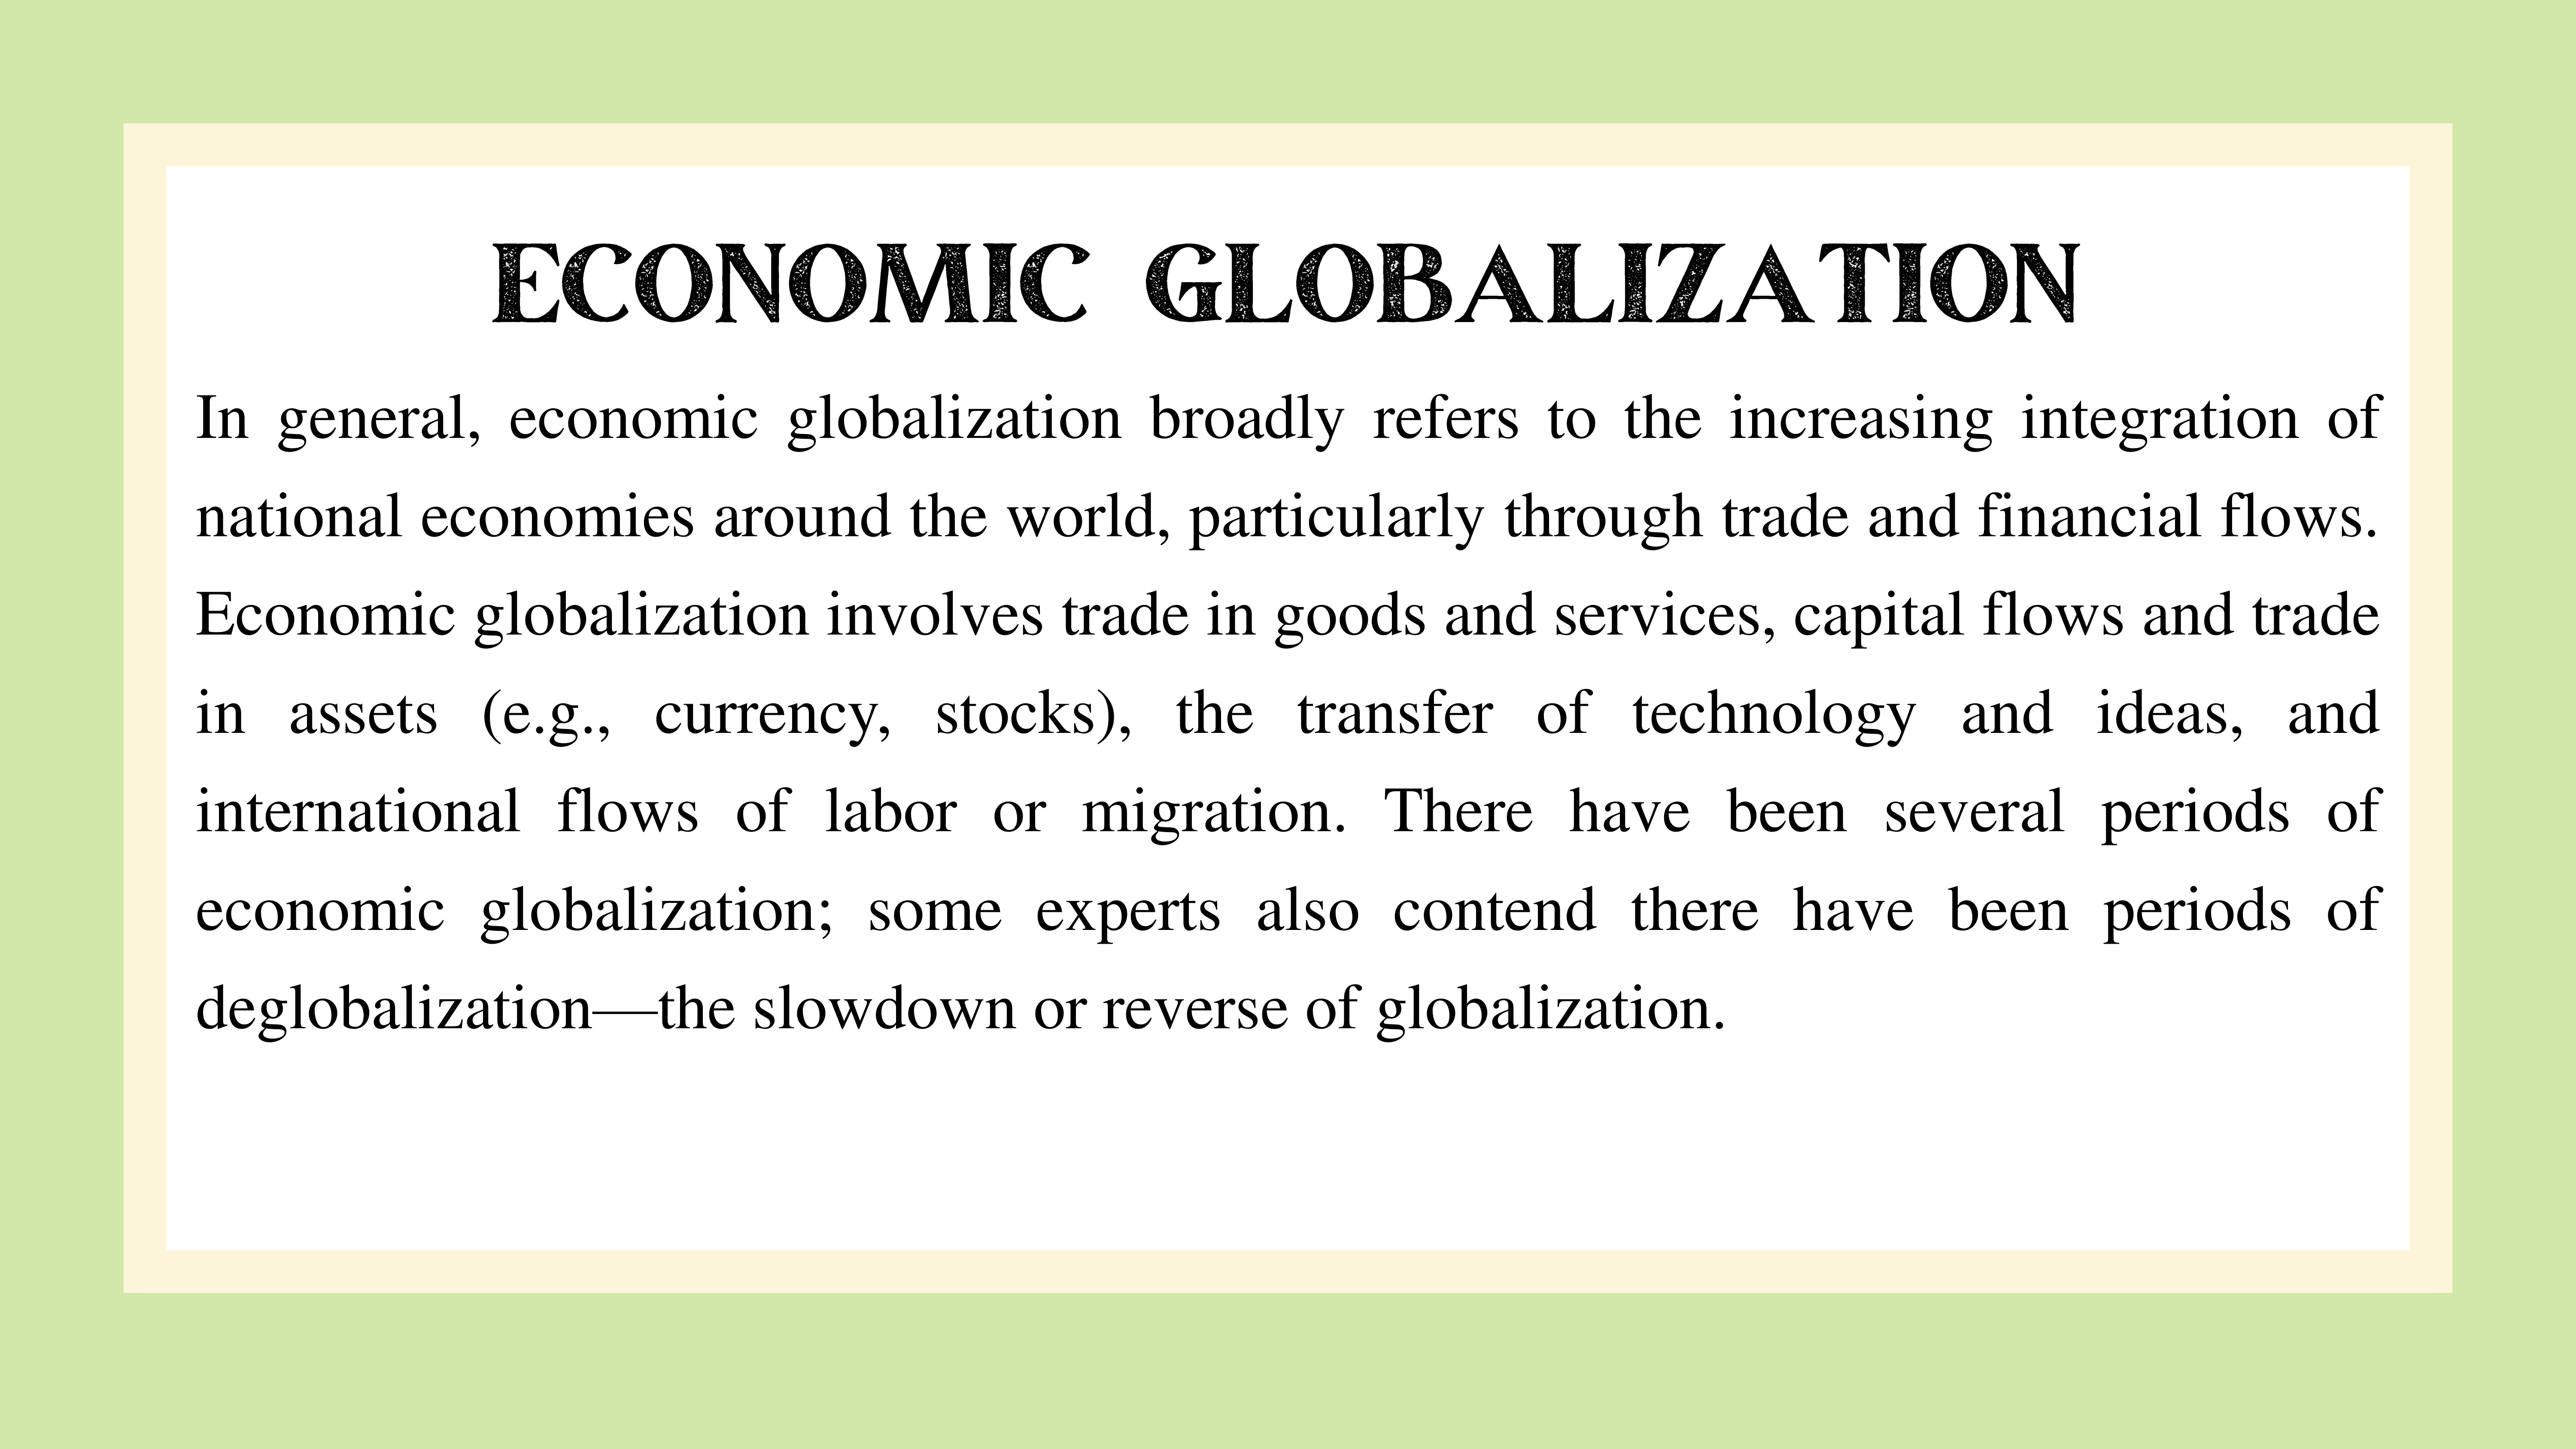 ECONOMIC GLOBALIZATION
In general, economic globalization broadly refers to the increasing integration of
national economies around the world, particularly through trade and financial flows.
Economic globalization involves trade in goods and services, capital flows and trade
in assets (e.g., currency, stocks), the transfer of technology and ideas, and
international flows of labor or migration. There have been several periods of
economic globalization; some experts also contend there have been periods of
deglobalization—the slowdown or reverse of globalization.